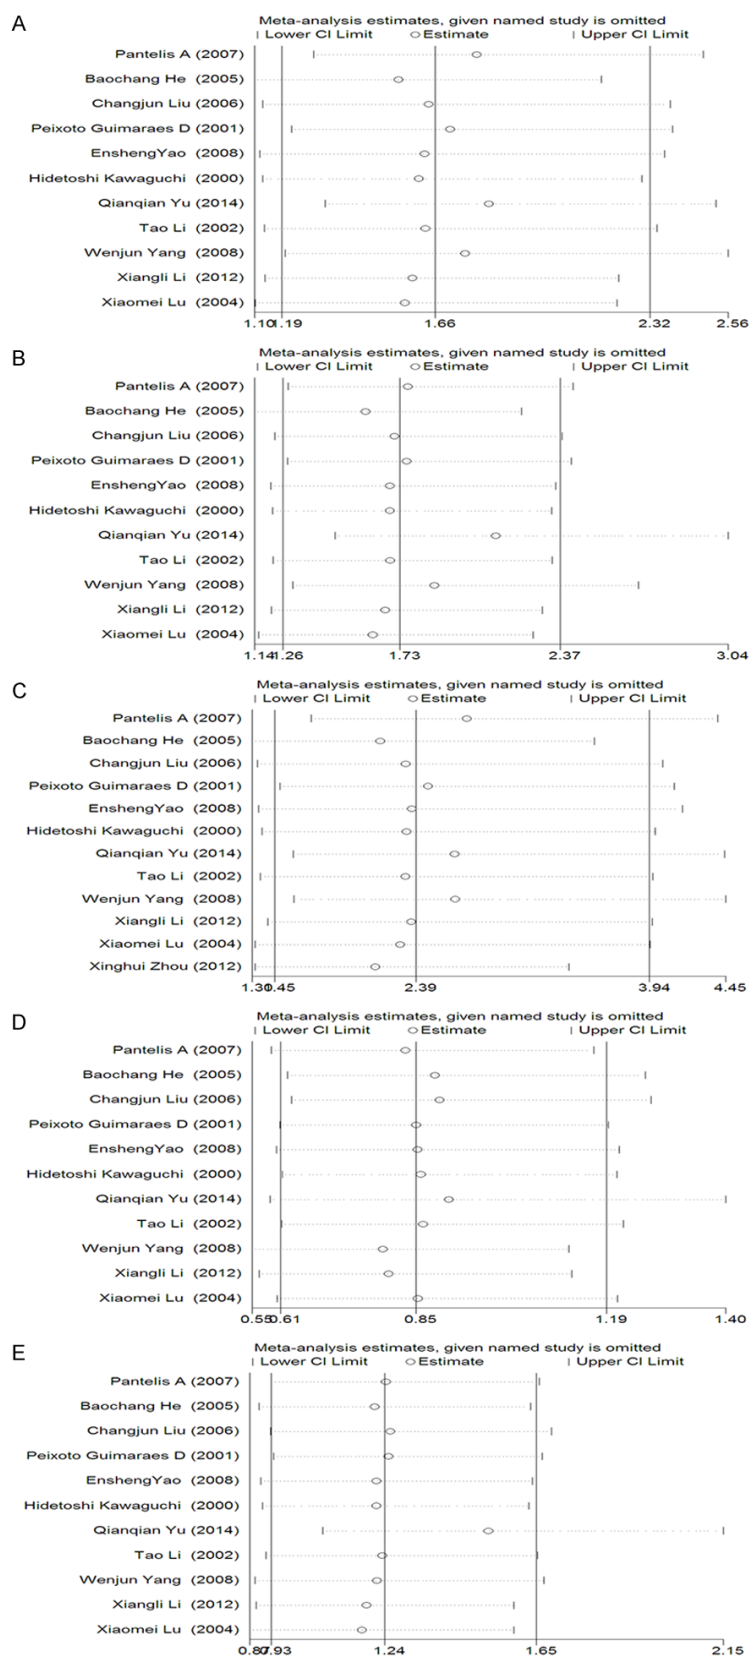 A
Meta-analysis estimates, given named study is omitted
Lower CI Limit Estimate Upper CI Limit
Pantelis A (2007)
Baochang He (2005)
Changjun Liu (2006)
Peixoto Guimaraes D (2001)
EnshengYao (2008)
Hidetoshi Kawaguchi (2000)
Qianqian Yu (2014)
Tao Li (2002)
Wenjun Yang (2008)
Xiangli Li (2012)
Xiaomei Lu (2004)
1.10 1.19 1.66 2.32 2.56
B
Meta-analysis estimates, given named study is omitted
Lower CI Limit Estimate Upper CI Limit
Pantelis A (2007)
Baochang He (2005)
Changjun Liu (2006)
Peixoto Guimaraes D (2001)
EnshengYao (2008)
Hidetoshi Kawaguchi (2000)
Qianqian Yu (2014)
Tao Li (2002)
Wenjun Yang (2008)
Xiangli Li (2012)
Xiaomei Lu (2004)
1.14 1.26 1.73 2.37 3.04
C
Meta-analysis estimates, given named study is omitted
Lower CI Limit Estimate Upper CI Limit
Pantelis A (2007)
Baochang He (2005)
Changjun Liu (2006)
Peixoto Guimaraes D (2001)
EnshengYao (2008)
Hidetoshi Kawaguchi (2000)
Qianqian Yu (2014)
Tao Li (2002)
Wenjun Yang (2008)
Xiangli Li (2012)
Xiaomei Lu (2004)
Xinghui Zhou (2012)
1.45 2.39 3.94 4.45
D
Meta-analysis estimates, given named study is omitted
Lower CI Limit Estimate Upper CI Limit
Pantelis A (2007)
Baochang He (2005)
Changjun Liu (2006)
Peixoto Guimaraes D (2001)
EnshengYao (2008)
Hidetoshi Kawaguchi (2000)
Qianqian Yu (2014)
Tao Li (2002)
Wenjun Yang (2008)
Xiangli Li (2012)
Xiaomei Lu (2004)
0.55 0.61 0.85 1.19 1.40
E
Meta-analysis estimates, given named study is omitted
Lower CI Limit Estimate Upper CI Limit
Pantelis A (2007)
Baochang He (2005)
Changjun Liu (2006)
Peixoto Guimaraes D (2001)
EnshengYao (2008)
Hidetoshi Kawaguchi (2000)
Qianqian Yu (2014)
Tao Li (2002)
Wenjun Yang (2008)
Xiangli Li (2012)
Xiaomei Lu (2004)
0.87 0.93 1.24 1.65 2.15